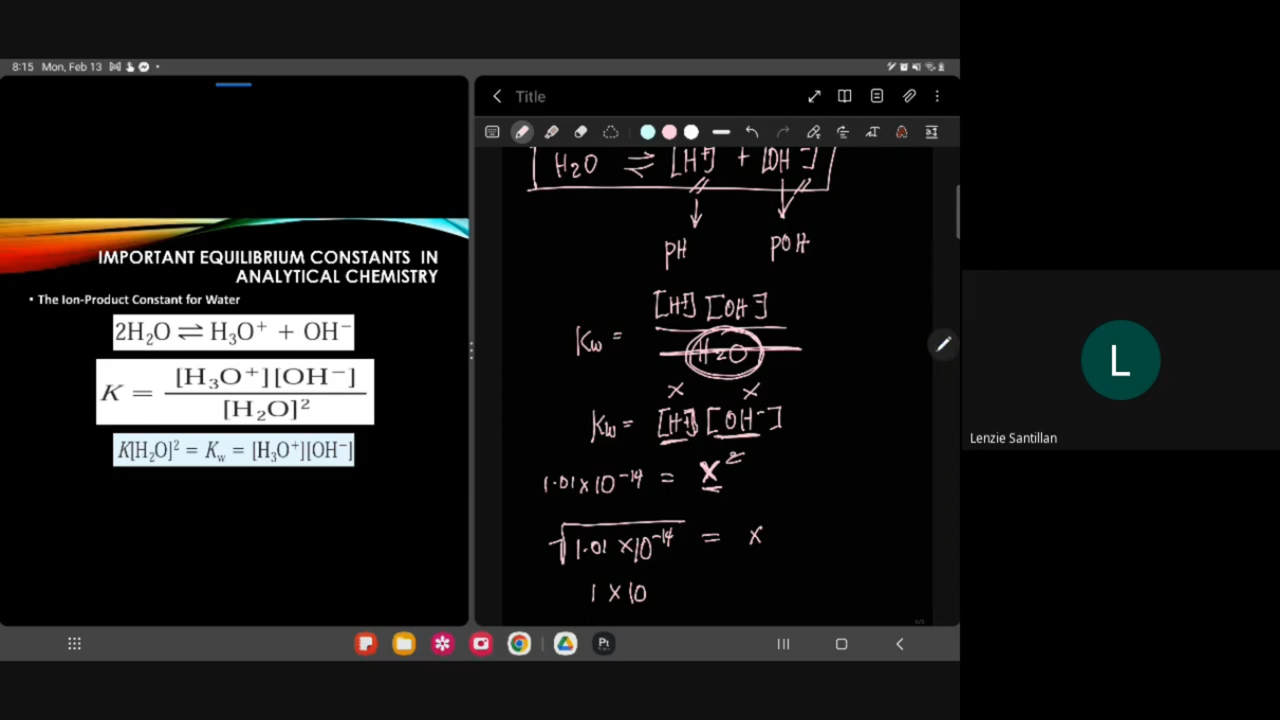 8:15 Mon, Feb 13
Title
IMPORTANT EQUILIBRIUM CONSTANTS IN
ANALYTICAL CHEMISTRY
• The Ion-Product Constant for Water
2H₂O ⇌ H₃O⁺ + OH⁻
K = [H₃O⁺][OH⁻] / [H₂O]²
K[H₂O]² = K_w = [H₃O⁺][OH⁻]
H₂O ⇌ [H⁺] + [OH⁻]
pH pOH
Kw = [H⁺][OH⁻] / H₂O
x x
Kw = [H⁺][OH⁻]
1.01 x 10⁻¹⁴ = x²
√1.01 x 10⁻¹⁴ = x
1 x 10
Pt
L
Lenzie Santillan